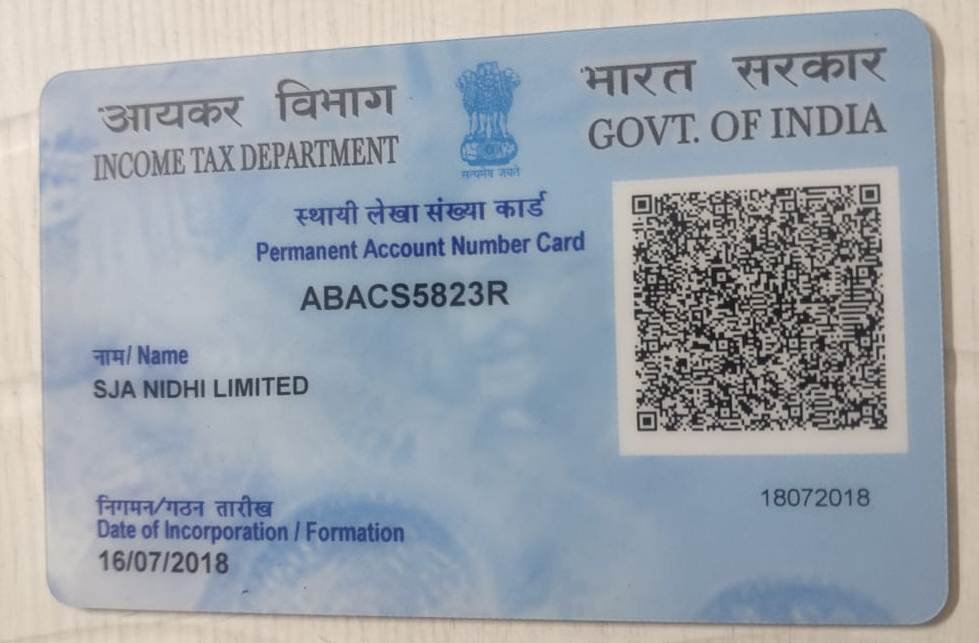 आयकर विभाग
INCOME TAX DEPARTMENT
सत्यमेव जयते
भारत सरकार
GOVT. OF INDIA
स्थायी लेखा संख्या कार्ड
Permanent Account Number Card
ABACS5823R
नाम/ Name
SJA NIDHI LIMITED
निगमन/गठन तारीख
Date of Incorporation / Formation
16/07/2018
18072018